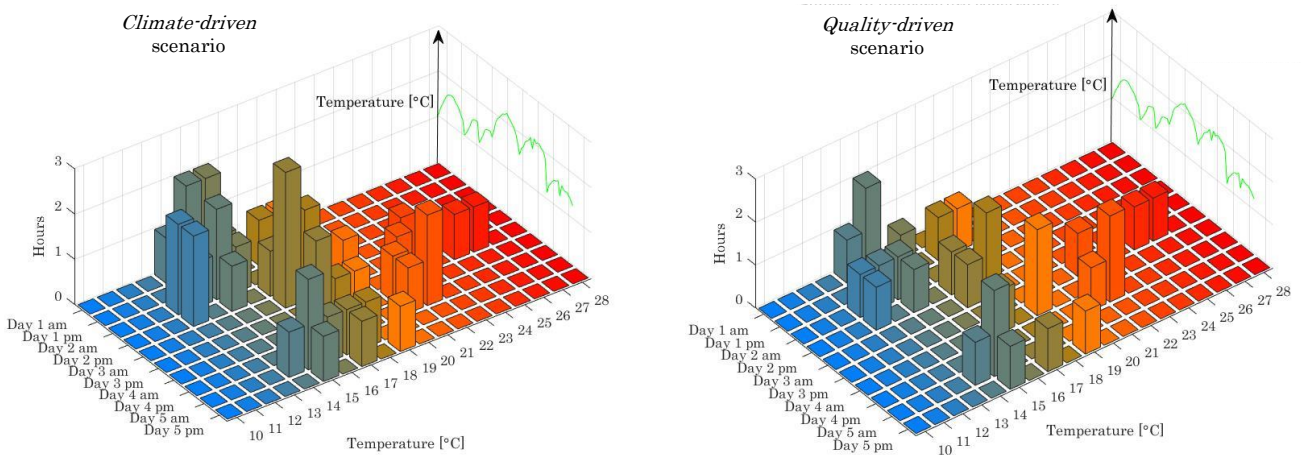 Climate-driven
scenario
Temperature [°C]
3
2
1
0
Hours
Day 1 am
Day 1 pm
Day 2 am
Day 2 pm
Day 3 am
Day 3 pm
Day 4 am
Day 4 pm
Day 5 am
Day 5 pm
10
11
12
13
14
15
16
17
18
19
20
21
22
23
24
25
26
27
28
Temperature [°C]
Quality-driven
scenario
Temperature [°C]
3
2
1
0
Hours
Day 1 am
Day 1 pm
Day 2 am
Day 2 pm
Day 3 am
Day 3 pm
Day 4 am
Day 4 pm
Day 5 am
Day 5 pm
10
11
12
13
14
15
16
17
18
19
20
21
22
23
24
25
26
27
28
Temperature [°C]